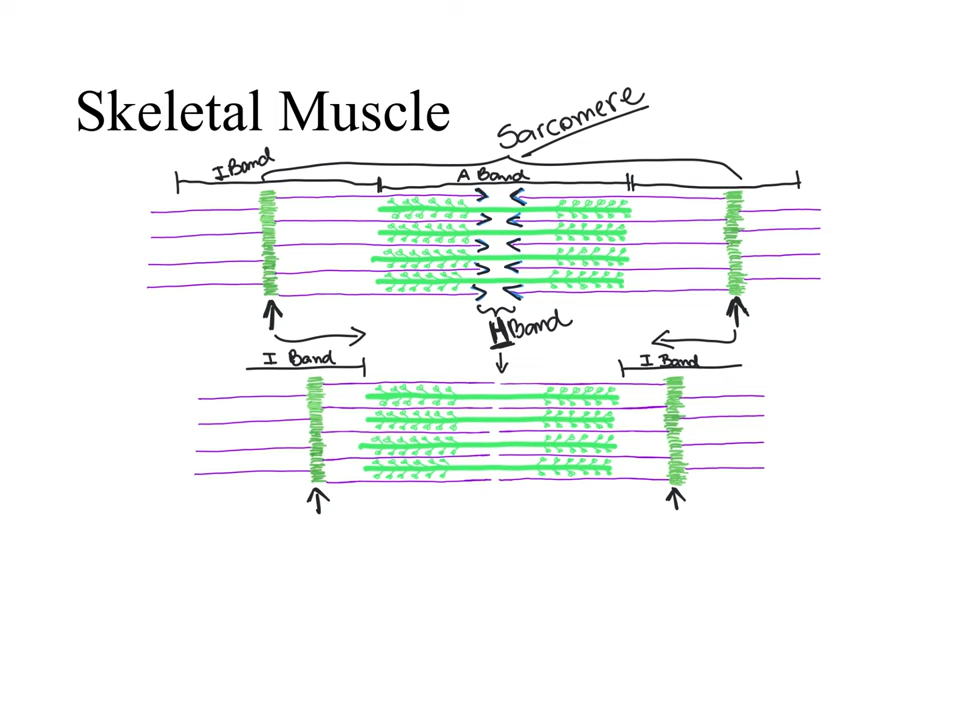 Skeletal Muscle
Sarcomere
I Band
A Band
H Band
I Band
I Band